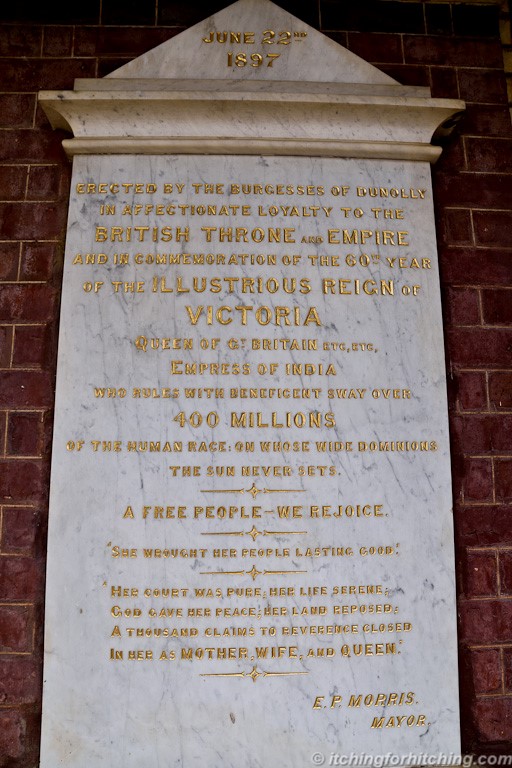 JUNE 22ND
1897
ERECTED BY THE BURGESSES OF DUNOLLY
IN AFFECTIONATE LOYALTY TO THE
BRITISH THRONE AND EMPIRE
AND IN COMMEMORATION OF THE 60TH YEAR
OF THE ILLUSTRIOUS REIGN OF
VICTORIA
QUEEN OF GT BRITAIN ETC, ETC,
EMPRESS OF INDIA
WHO RULES WITH BENEFICENT SWAY OVER
400 MILLIONS
OF THE HUMAN RACE: ON WHOSE WIDE DOMINIONS
THE SUN NEVER SETS.
A FREE PEOPLE - WE REJOICE.
"SHE WROUGHT HER PEOPLE LASTING GOOD."
"HER COURT WAS PURE; HER LIFE SERENE;
GOD GAVE HER PEACE; HER LAND REPOSED;
A THOUSAND CLAIMS TO REVERENCE CLOSED
IN HER AS MOTHER, WIFE, AND QUEEN."
E. P. MORRIS.
MAYOR.
© itchingforhitching.com